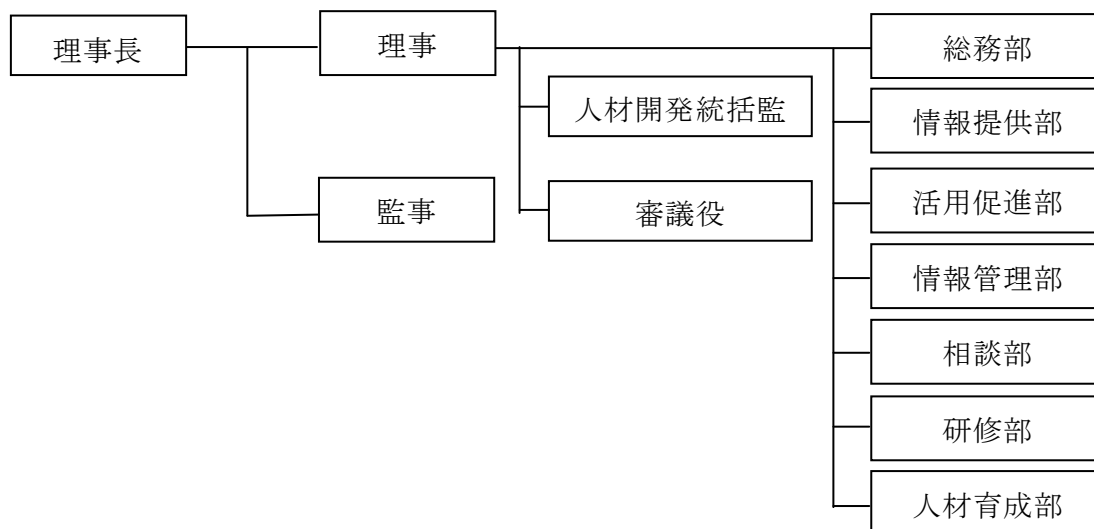 理事長
理事
監事
人材開発統括監
審議役
総務部
情報提供部
活用促進部
情報管理部
相談部
研修部
人材育成部